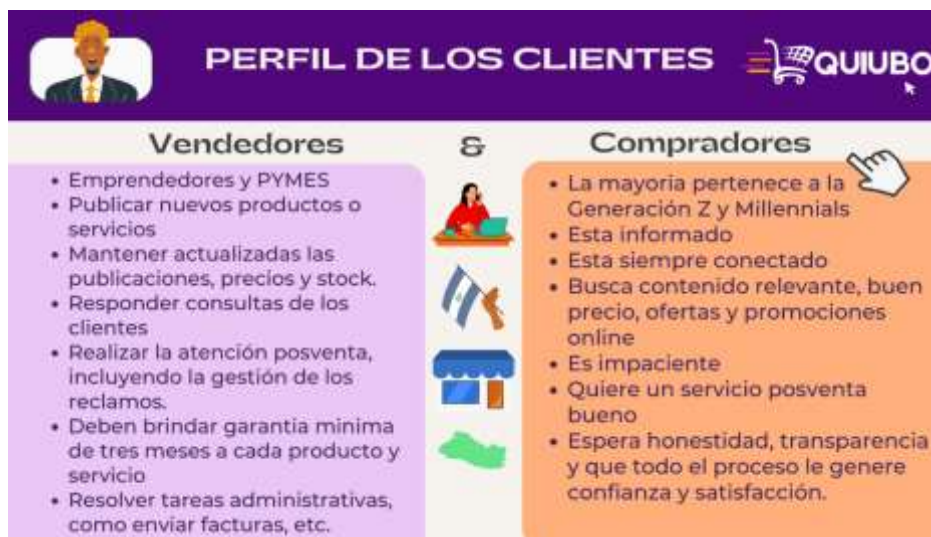 PERFIL DE LOS CLIENTES
QUIUBO
Vendedores
&
Compradores
• Emprendedores y PYMES
• Publicar nuevos productos o
servicios
• Mantener actualizadas las
publicaciones, precios y stock.
• Responder consultas de los
clientes
• Realizar la atención posventa,
incluyendo la gestión de los
reclamos.
• Deben brindar garantia minima
de tres meses a cada producto y
servicio
• Resolver tareas administrativas,
como enviar facturas, etc.
• La mayoria pertenece a la
Generación Z y Millennials
• Esta informado
• Esta siempre conectado
• Busca contenido relevante, buen
precio, ofertas y promociones
online
• Es impaciente
• Quiere un servicio posventa
bueno
• Espera honestidad, transparencia
y que todo el proceso le genere
confianza y satisfacción.